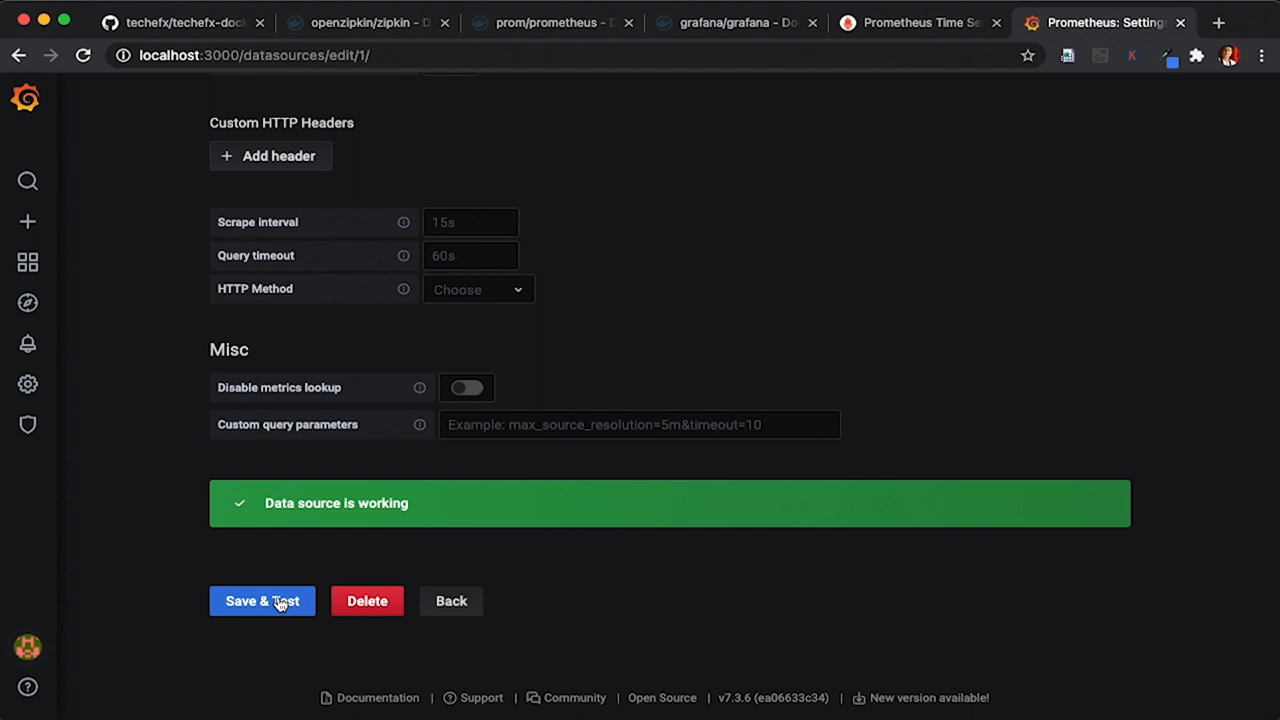 techefx/techefx-dock
openzipkin/zipkin - D
prom/prometheus - D
grafana/grafana - Do
Prometheus Time Se
Prometheus: Settings
localhost:3000/datasources/edit/1/
Custom HTTP Headers
+ Add header
Scrape interval 15s
Query timeout 60s
HTTP Method Choose
Misc
Disable metrics lookup
Custom query parameters Example: max_source_resolution=5m&timeout=10
Data source is working
Save & Test Delete Back
Documentation | Support | Community | Open Source | v7.3.6 (ea06633c34) | New version available!